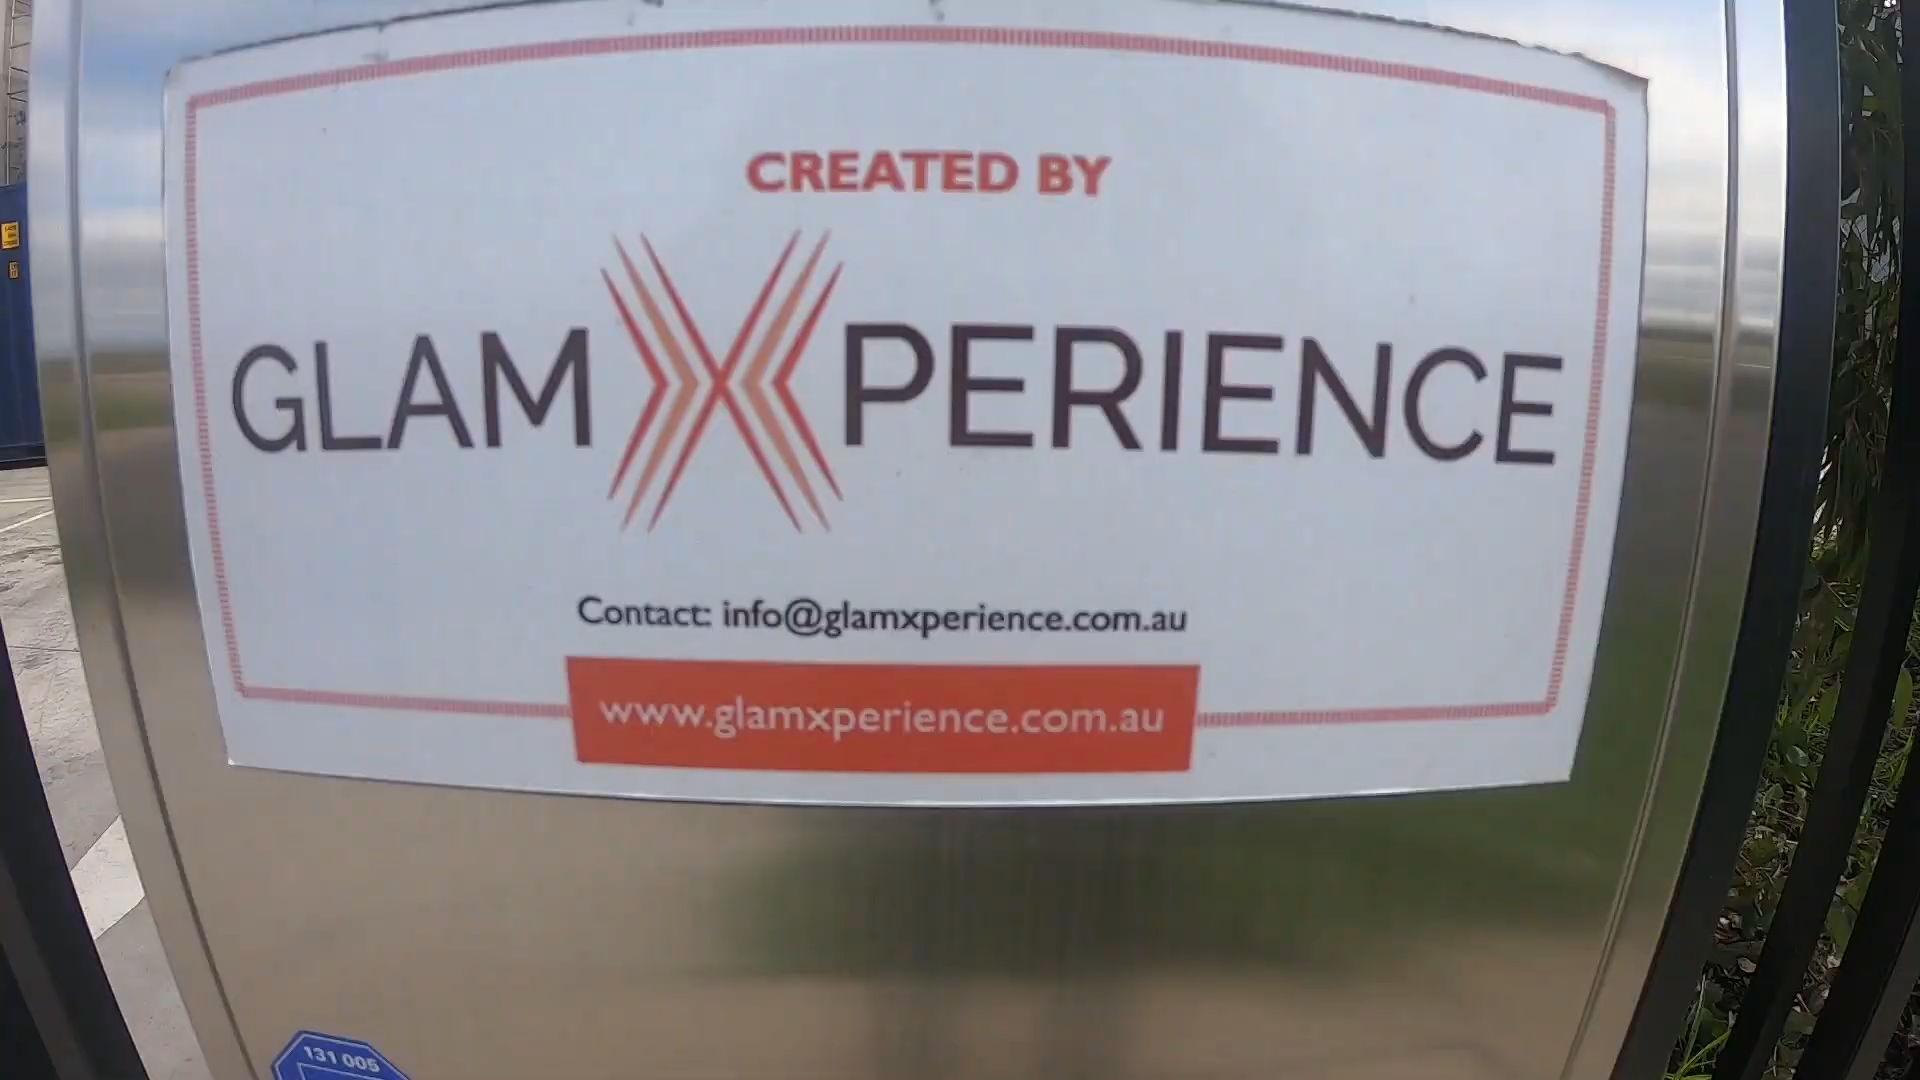 CREATED BY
GLAMXPERIENCE
Contact: info@glamxperience.com.au
www.glamxperience.com.au
131 005